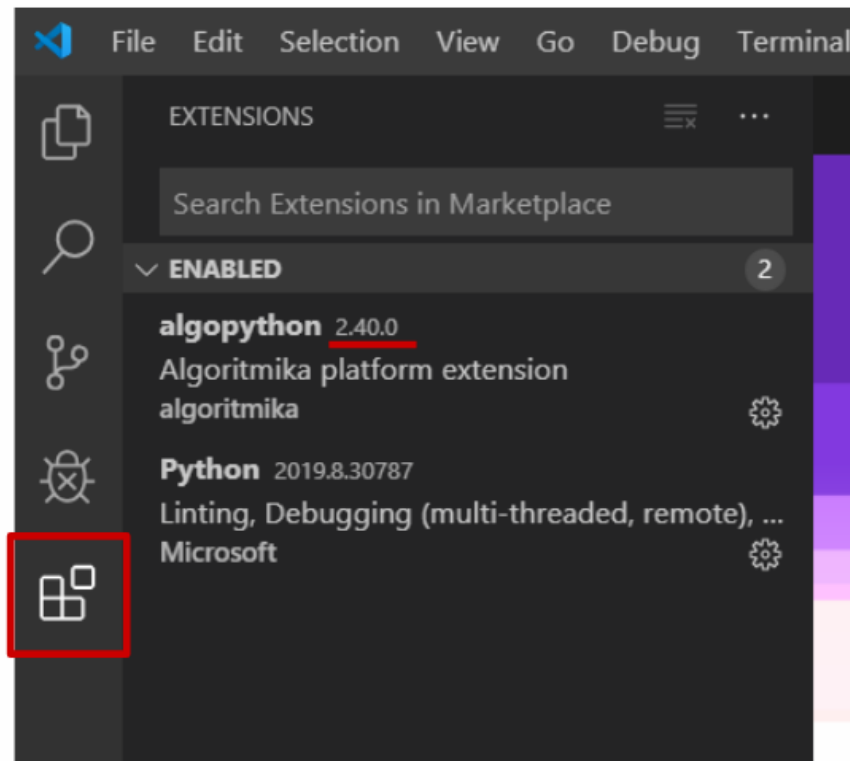 File Edit Selection View Go Debug Terminal
EXTENSIONS
Search Extensions in Marketplace
ENABLED 2
algopython 2.40.0
Algoritmika platform extension
algoritmika
Python 2019.8.30787
Linting, Debugging (multi-threaded, remote), ...
Microsoft